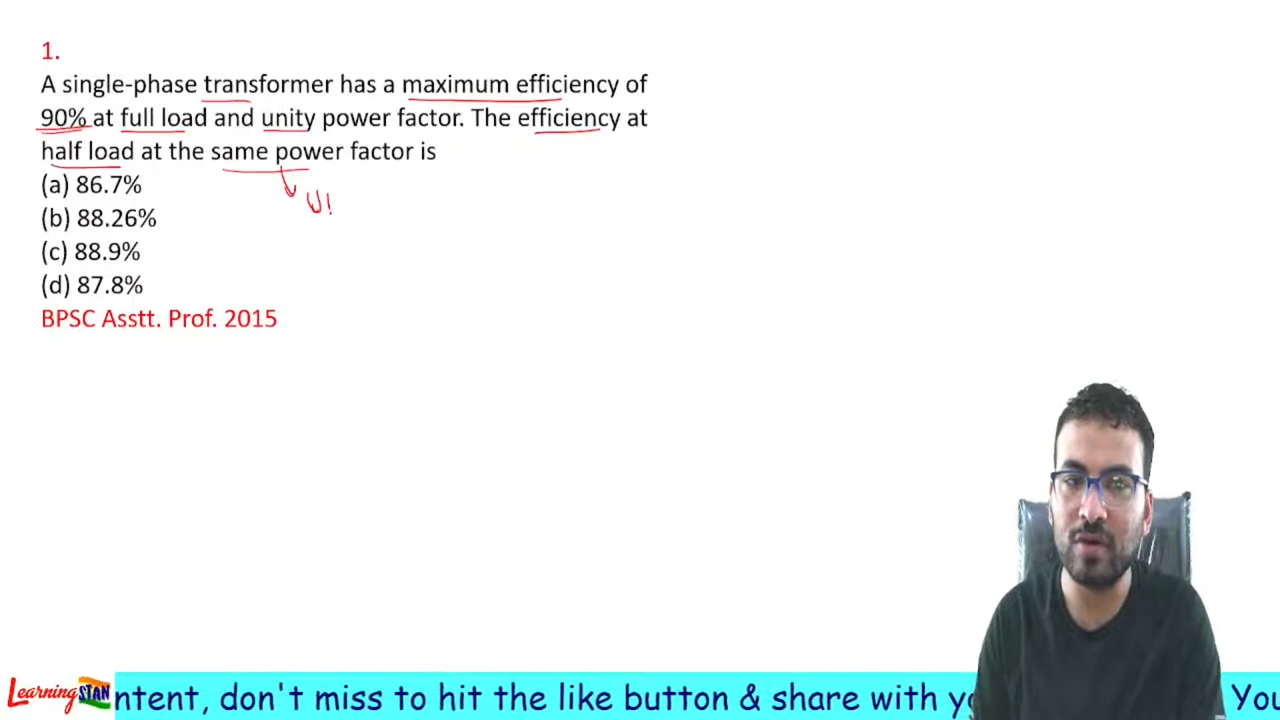 1.
A single-phase transformer has a maximum efficiency of
90% at full load and unity power factor. The efficiency at
half load at the same power factor is
(a) 86.7%
(b) 88.26%
(c) 88.9%
(d) 87.8%
BPSC Asstt. Prof. 2015
Learning STAN
ntent, don't miss to hit the like button & share with yo
You